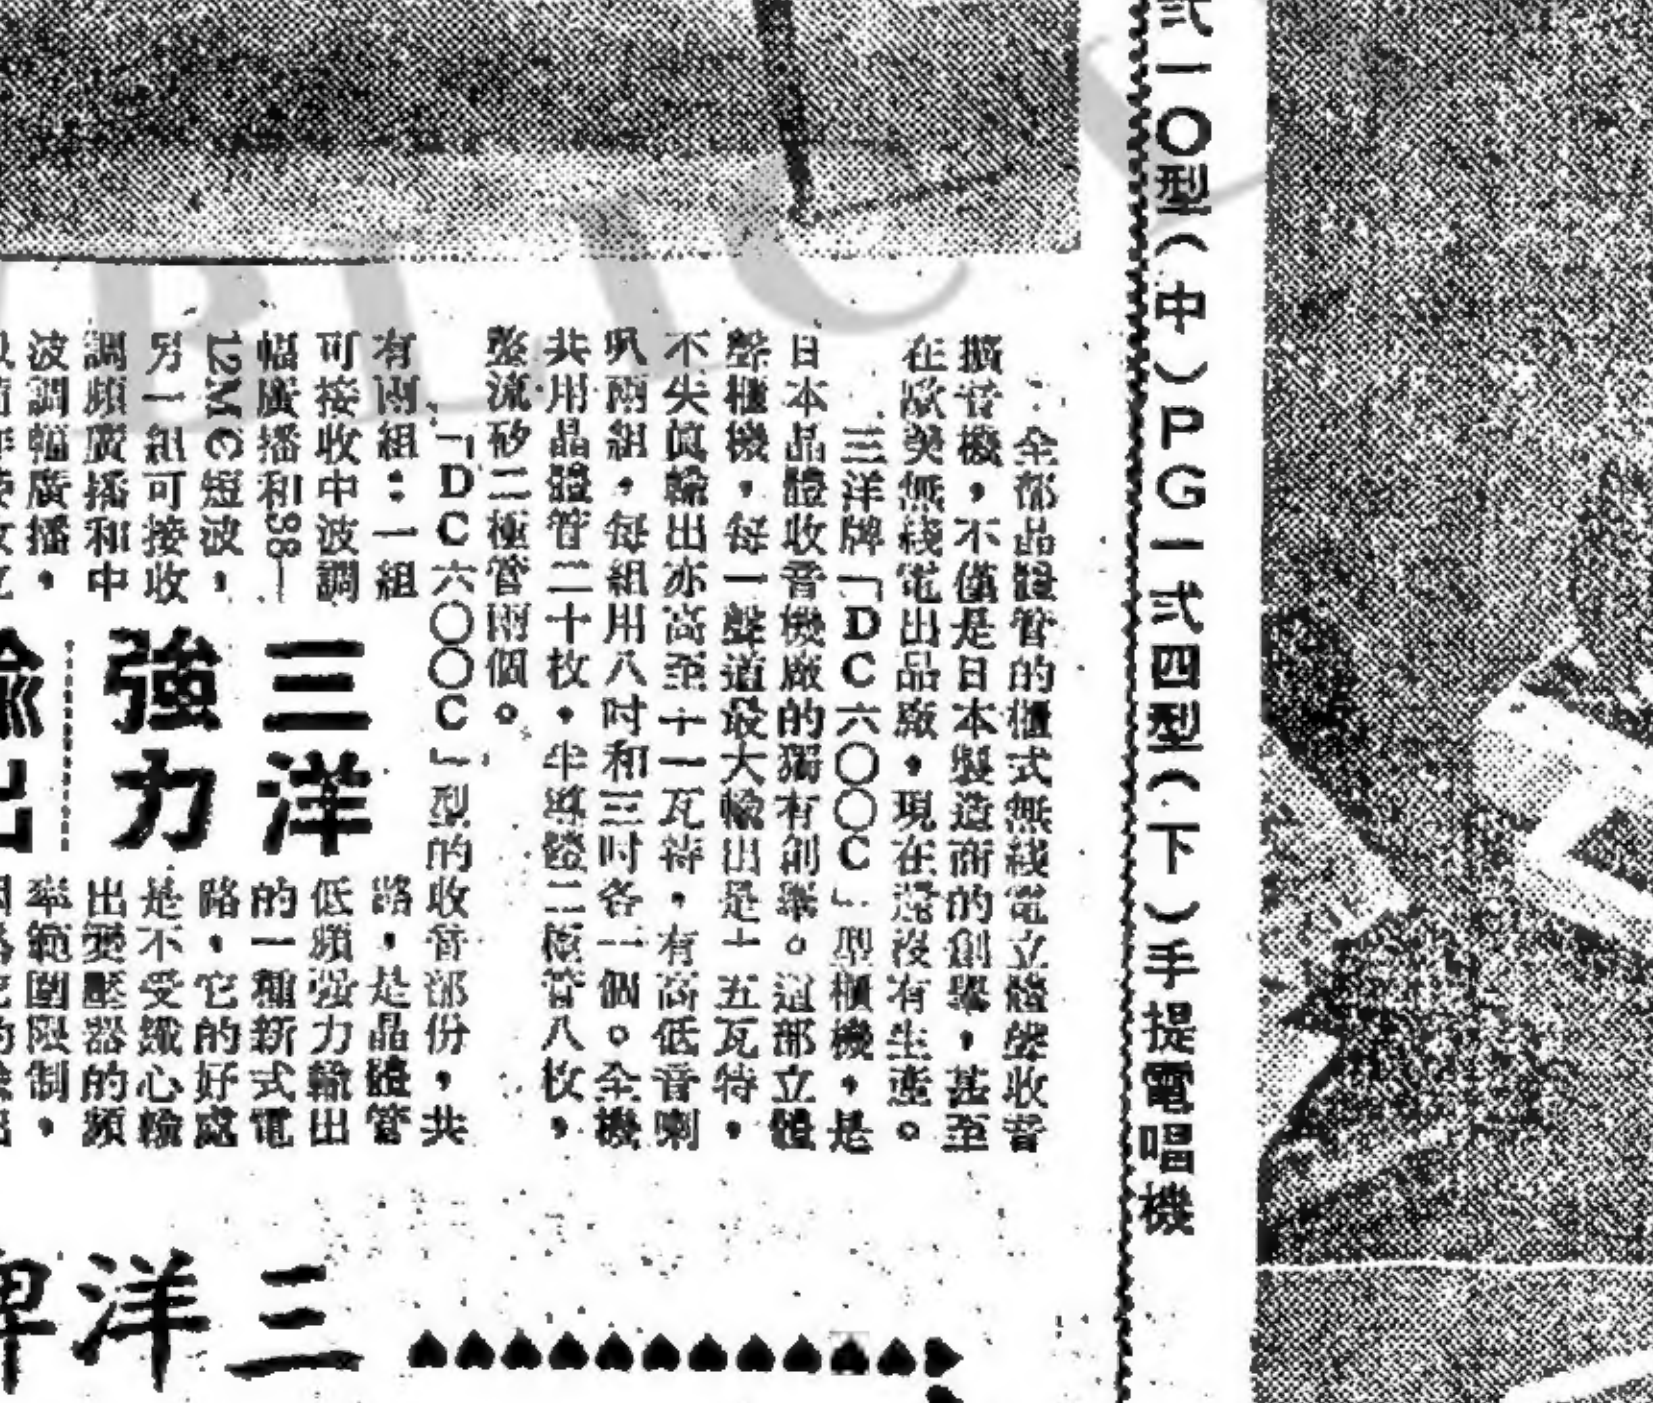 弍一〇型(中)PG一弍四型(下)手提電唱機
全部晶體管的櫃式無綫電立體聲收音
擴音機,不僅是日本製造商的創舉,甚至
在歐美無綫電出品廠,現在還沒有生產。
三洋牌「DC六〇〇C」型櫃機,是
日本晶體收音機廠的獨有創舉。這部立體
聲櫃機,每一聲道最大輸出是十五瓦特,
不失眞輸出亦高至十一瓦特,有高低音喇
叭兩組,每組用八吋和三吋各一個。全機
共用晶體管二十枚,半導體二極管八枚,
整流矽二極管兩個。
「DC六〇〇C」型的收音部份,共
有兩組:一組
可接收中波調
幅廣播和38—
12MC短波,
另一組可接收
調頻廣播和中
波調幅廣播。
三洋
強力
路,是晶體管
低頻强力輸出
的一種新式電
路,它的好處
是不受鐵心輸
出變壓器的頻
率範圍限制,
三洋牌